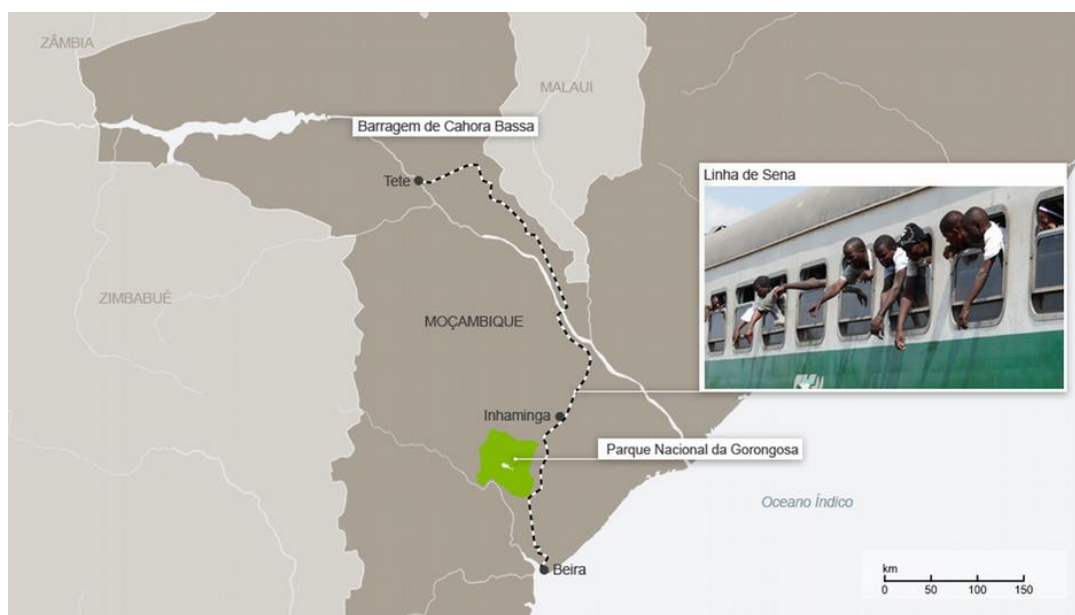 ZÂMBIA
MALAUI
Barragem de Cahora Bassa
Tete
Linha de Sena
ZIMBABUÉ
MOÇAMBIQUE
Inhaminga
Parque Nacional da Gorongosa
Oceano Índico
Beira
km
0 50 100 150